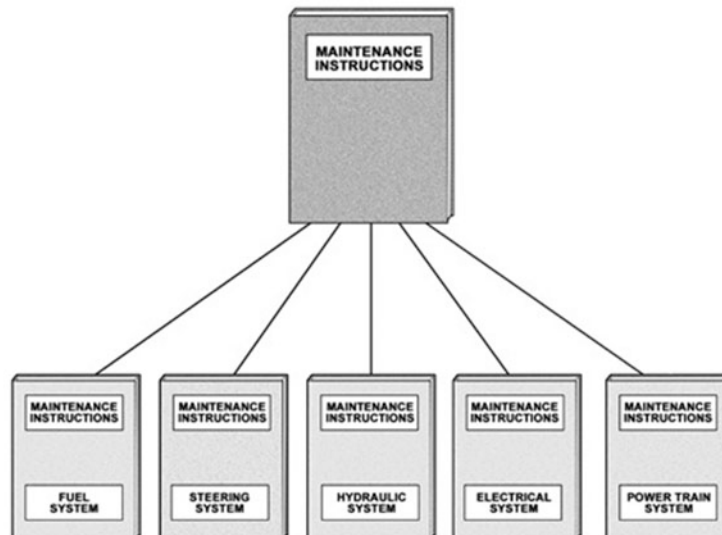 MAINTENANCE
INSTRUCTIONS
MAINTENANCE
INSTRUCTIONS
FUEL
SYSTEM
MAINTENANCE
INSTRUCTIONS
STEERING
SYSTEM
MAINTENANCE
INSTRUCTIONS
HYDRAULIC
SYSTEM
MAINTENANCE
INSTRUCTIONS
ELECTRICAL
SYSTEM
MAINTENANCE
INSTRUCTIONS
POWER TRAIN
SYSTEM